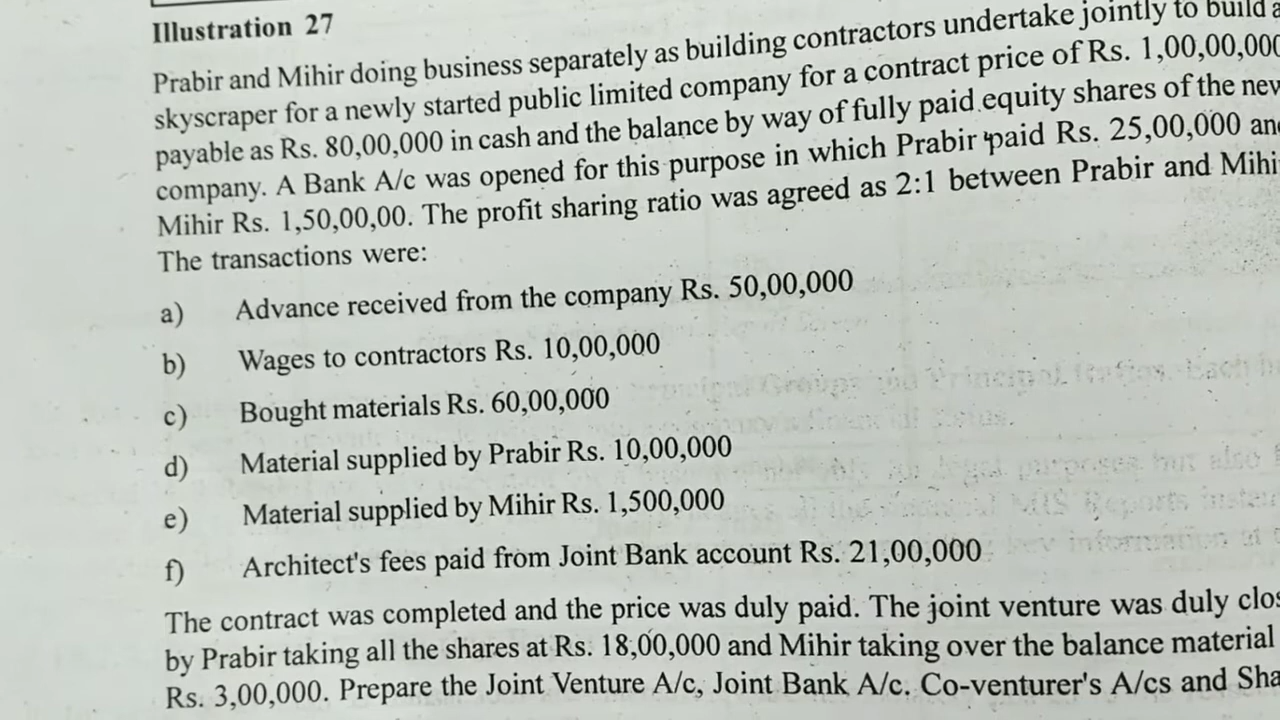 Illustration 27
Prabir and Mihir doing business separately as building contractors undertake jointly to build a
skyscraper for a newly started public limited company for a contract price of Rs. 1,00,00,000
payable as Rs. 80,00,000 in cash and the balance by way of fully paid equity shares of the new
company. A Bank A/c was opened for this purpose in which Prabir paid Rs. 25,00,000 and
Mihir Rs. 1,50,00,00. The profit sharing ratio was agreed as 2:1 between Prabir and Mihi
The transactions were:
a) Advance received from the company Rs. 50,00,000
b) Wages to contractors Rs. 10,00,000
c) Bought materials Rs. 60,00,000
d) Material supplied by Prabir Rs. 10,00,000
e) Material supplied by Mihir Rs. 1,500,000
f) Architect's fees paid from Joint Bank account Rs. 21,00,000
The contract was completed and the price was duly paid. The joint venture was duly clos
by Prabir taking all the shares at Rs. 18,00,000 and Mihir taking over the balance material
Rs. 3,00,000. Prepare the Joint Venture A/c, Joint Bank A/c. Co-venturer's A/cs and Sha